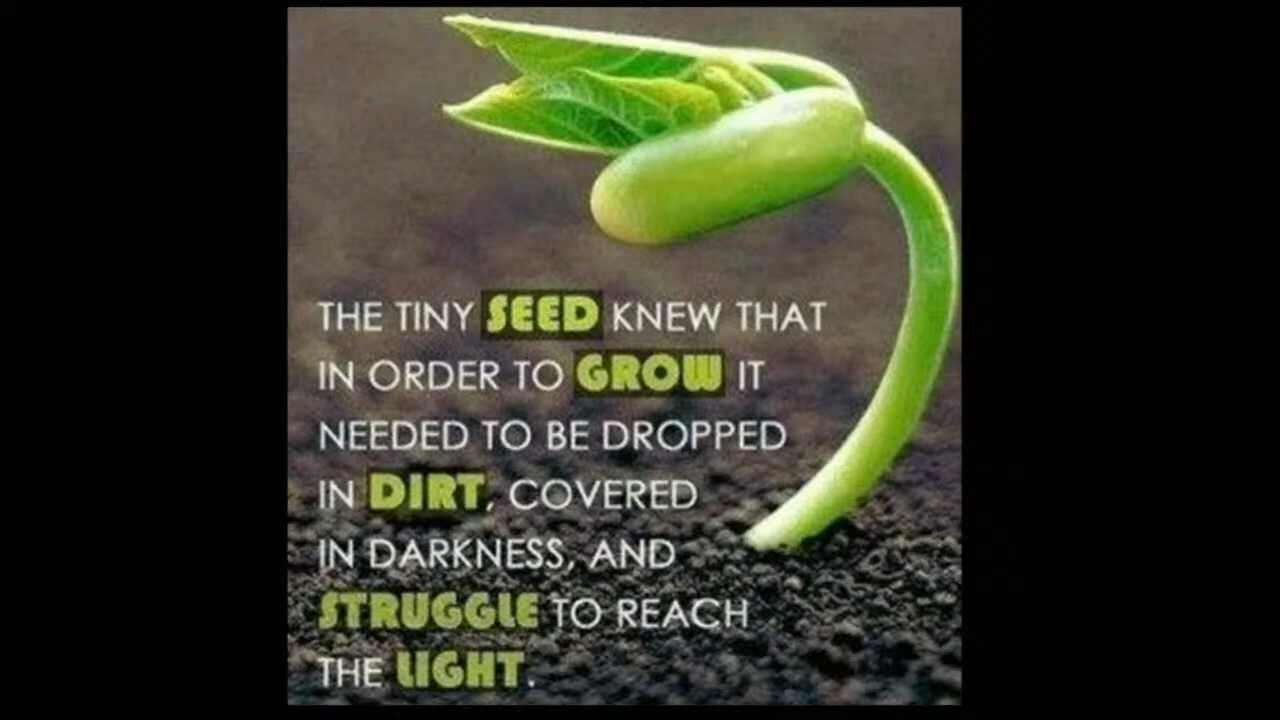 THE TINY SEED KNEW THAT
IN ORDER TO GROW IT
NEEDED TO BE DROPPED
IN DIRT, COVERED
IN DARKNESS, AND
STRUGGLE TO REACH
THE LIGHT.